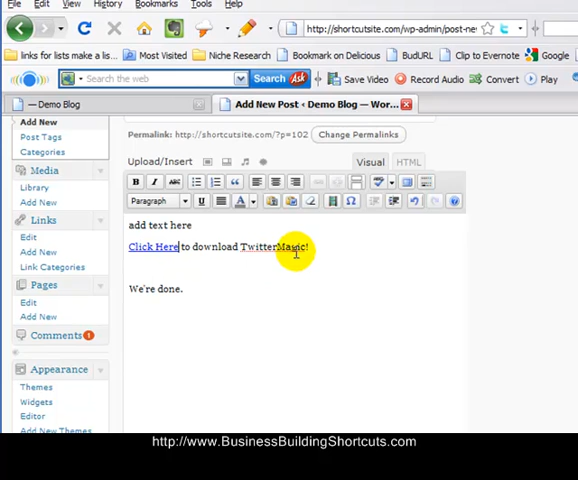 File Edit View History Bookmarks Tools Help
http://shortcutsite.com/wp-admin/post-ne
links for lists make a lis... Most Visited Niche Research Bookmark on Delicious BudURL Clip to Evernote Google
Search the web Search Ask Save Video Record Audio Convert Play
— Demo Blog Add New Post ‹ Demo Blog — Wor...
Add New
Post Tags
Categories
Media
Library
Add New
Links
Edit
Add New
Link Categories
Pages
Edit
Add New
Comments 1
Appearance
Themes
Widgets
Editor
Add New Themes
Permalink: http://shortcutsite.com/?p=102 Change Permalinks
Upload/Insert Visual HTML
B I ABC
Paragraph U A
add text here
Click Here to download TwitterMagic!
We're done.
http://www.BusinessBuildingShortcuts.com